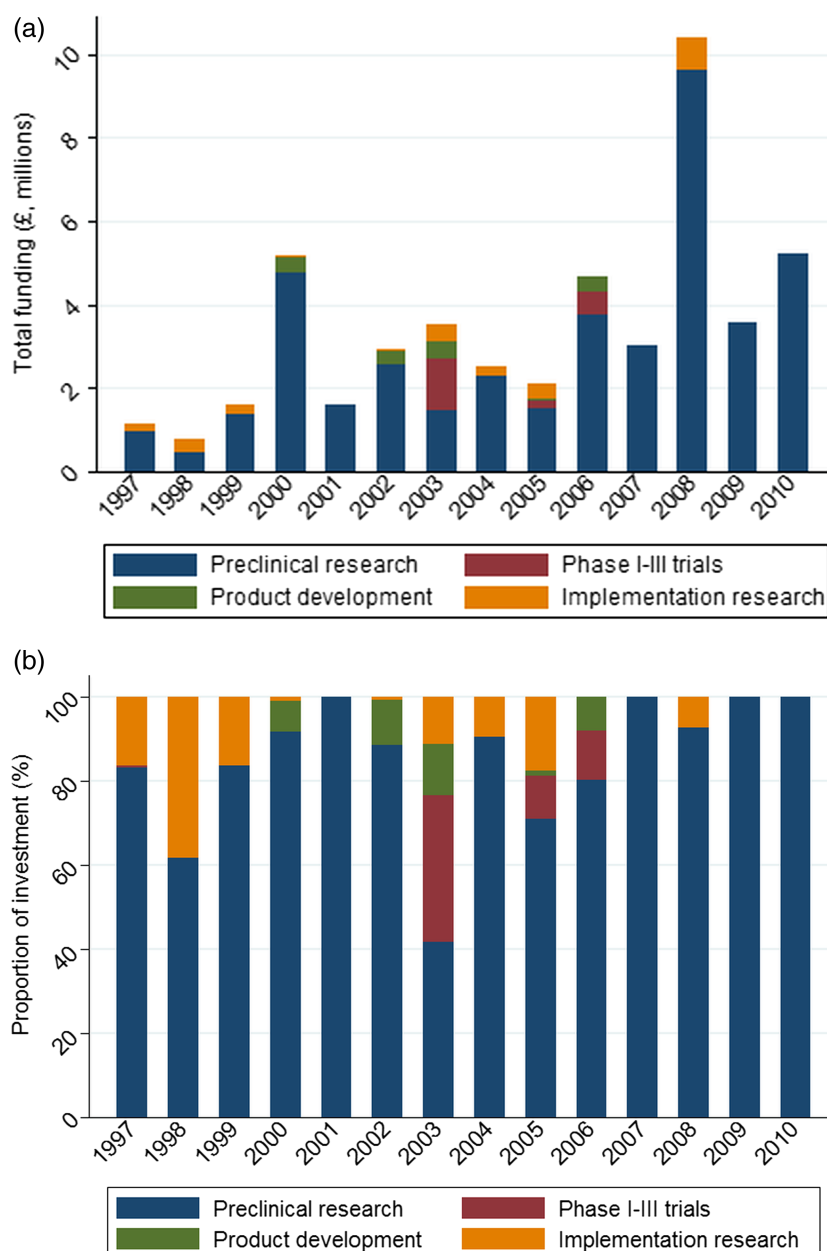 (a)
Total funding (£, millions)
10
8
6
4
2
0
1997 1998 1999 2000 2001 2002 2003 2004 2005 2006 2007 2008 2009 2010
Preclinical research Phase I-III trials
Product development Implementation research
(b)
Proportion of investment (%)
100
80
60
40
20
0
1997 1998 1999 2000 2001 2002 2003 2004 2005 2006 2007 2008 2009 2010
Preclinical research Phase I-III trials
Product development Implementation research